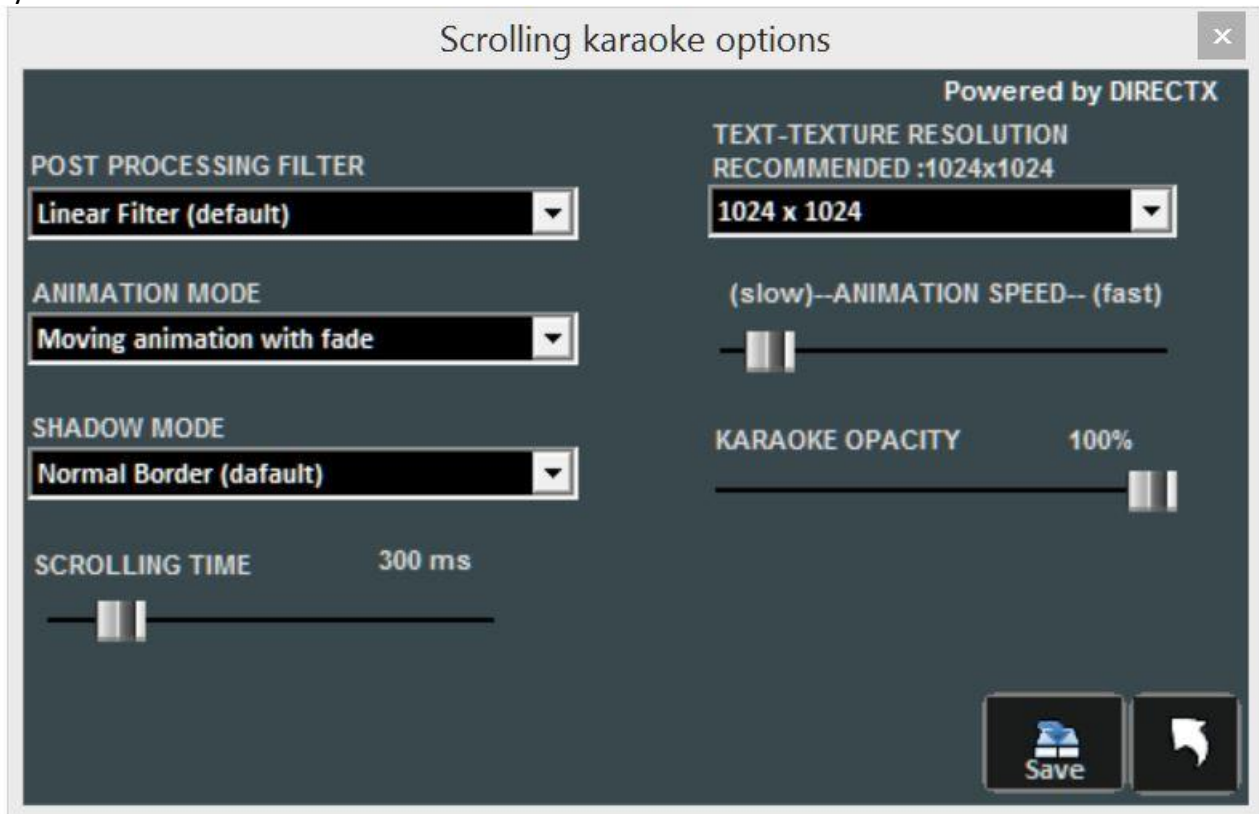 Scrolling karaoke options
Powered by DIRECTX
POST PROCESSING FILTER
Linear Filter (default)
TEXT-TEXTURE RESOLUTION
RECOMMENDED :1024x1024
1024 x 1024
ANIMATION MODE
Moving animation with fade
(slow)--ANIMATION SPEED-- (fast)
SHADOW MODE
Normal Border (dafault)
KARAOKE OPACITY 100%
SCROLLING TIME 300 ms
Save